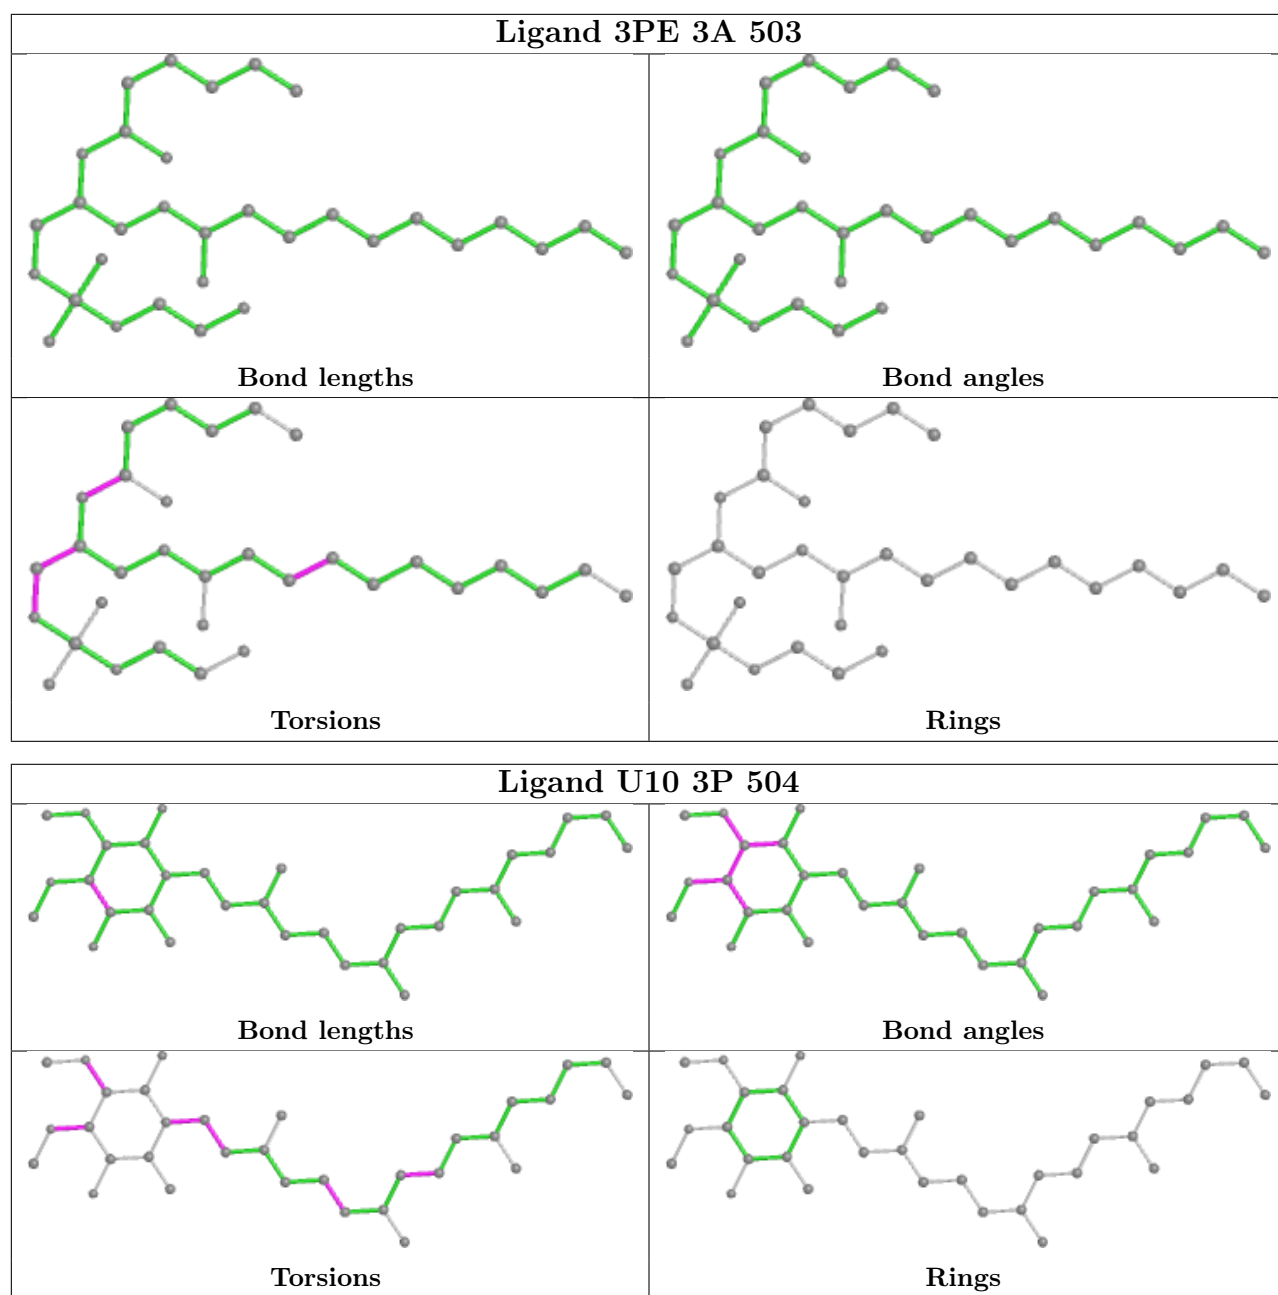 Ligand 3PE 3A 503
Bond lengths
Bond angles
Torsions
Rings
Ligand U10 3P 504
Bond lengths
Bond angles
Torsions
Rings